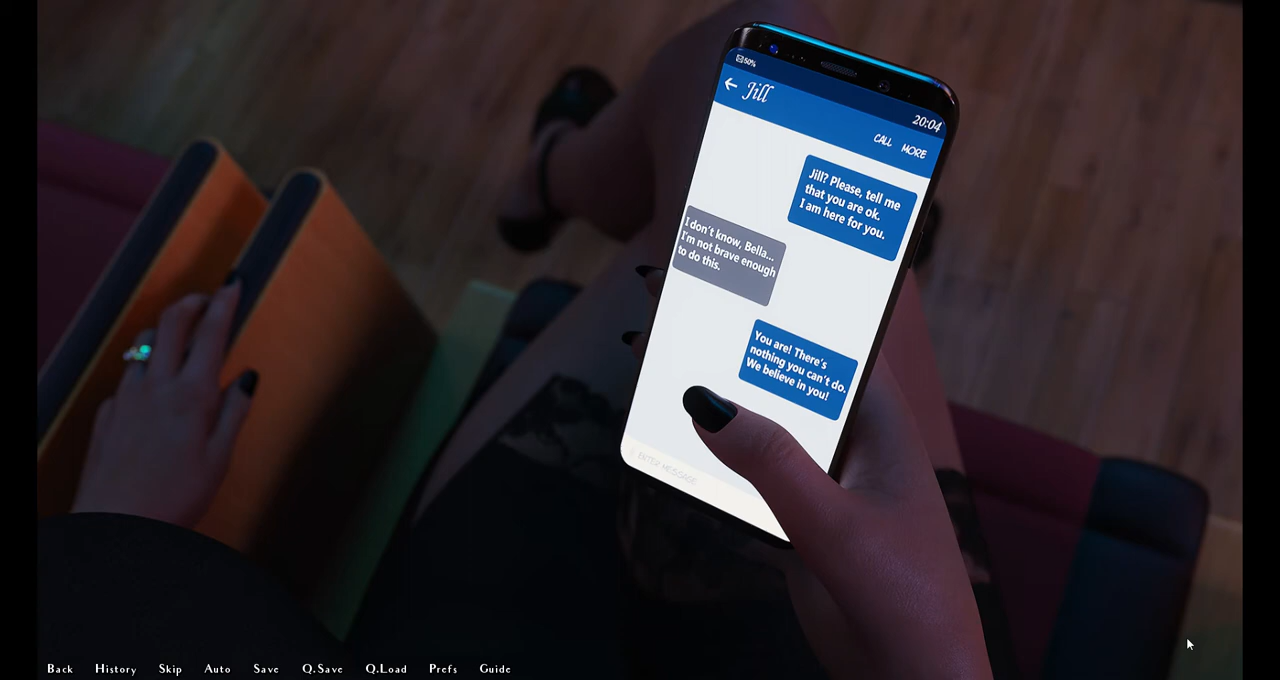 50%
Jill
20:04
CALL MORE
Jill? Please, tell me
that you are ok.
I am here for you.
I don't know, Bella...
I'm not brave enough
to do this.
You are! There's
nothing you can't do.
We believe in you!
ENTER MESSAGE
Back History Skip Auto Save Q.Save Q.Load Prefs Guide